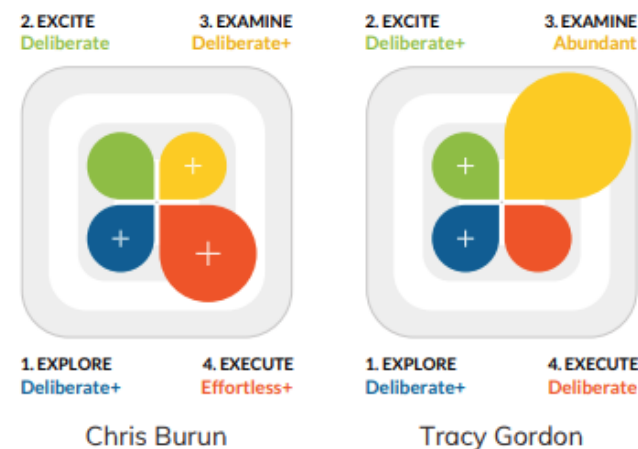 2. EXCITE 3. EXAMINE
Deliberate Deliberate+
1. EXPLORE 4. EXECUTE
Deliberate+ Effortless+
Chris Burun
2. EXCITE 3. EXAMINE
Deliberate+ Abundant
1. EXPLORE 4. EXECUTE
Deliberate+ Deliberate
Tracy Gordon